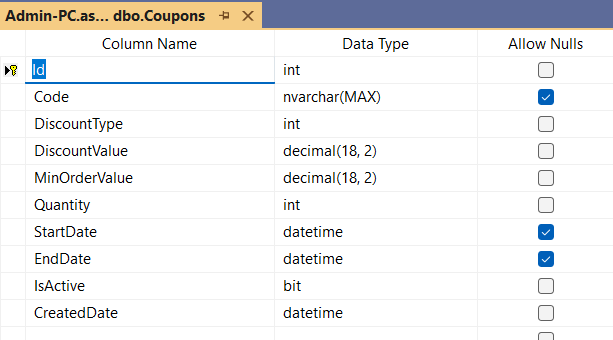 Admin-PC.as... dbo.Coupons
Column Name Data Type Allow Nulls
Id int
Code nvarchar(MAX)
DiscountType int
DiscountValue decimal(18, 2)
MinOrderValue decimal(18, 2)
Quantity int
StartDate datetime
EndDate datetime
IsActive bit
CreatedDate datetime